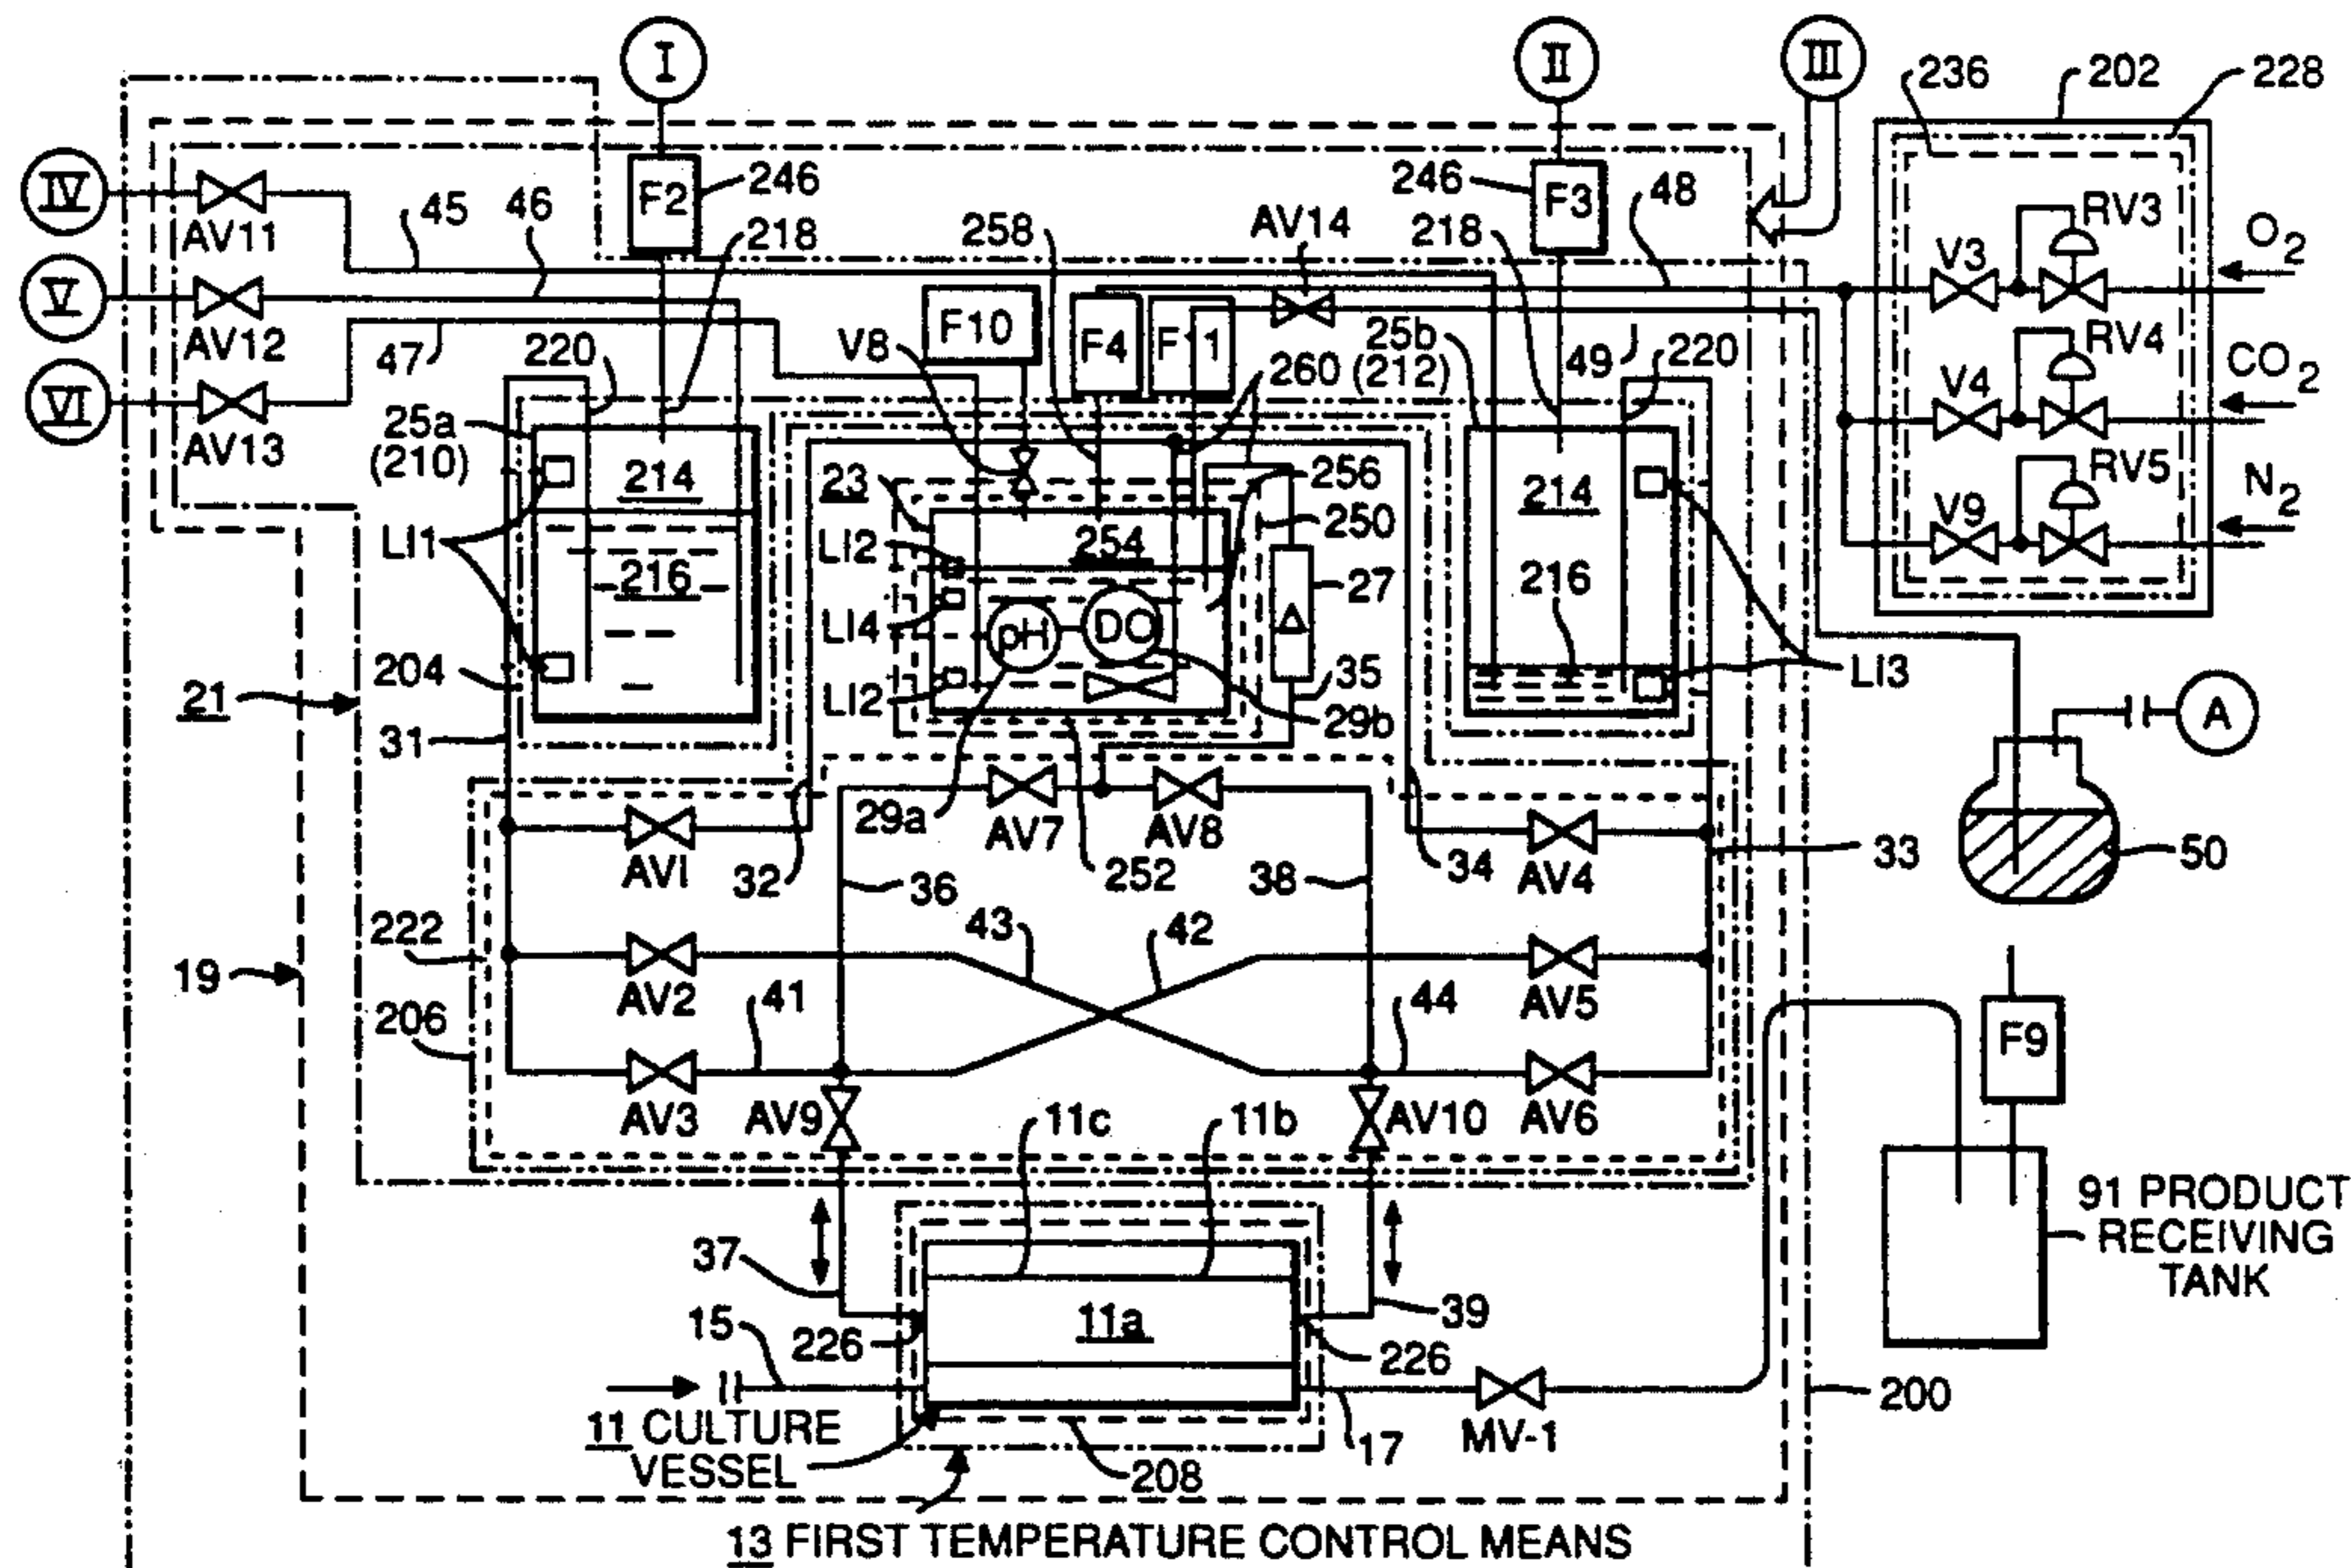 I
II
III
236
202
228
IV
AV11
45
46
F2
246
218
258
246
F3
AV14
218
48
RV3
V3
O2
V
AV12
47
220
V8
F10
F4
F11
25b
(212)
260
49
220
RV4
V4
CO2
VI
AV13
25a
(210)
214
23
254
256
250
214
RV5
V9
N2
LI1
LI2
216
LI4
pH
DO
27
216
204
LI2
35
LI3
21
31
29b
A
29a
AV7
AV8
AV1
32
252
34
AV4
33
50
36
38
222
43
42
19
AV2
41
44
AV5
206
F9
AV3
AV9
11c
11b
AV10
AV6
91 PRODUCT
RECEIVING
TANK
37
39
15
11a
226
226
200
11 CULTURE
VESSEL
208
17
MV-1
13 FIRST TEMPERATURE CONTROL MEANS